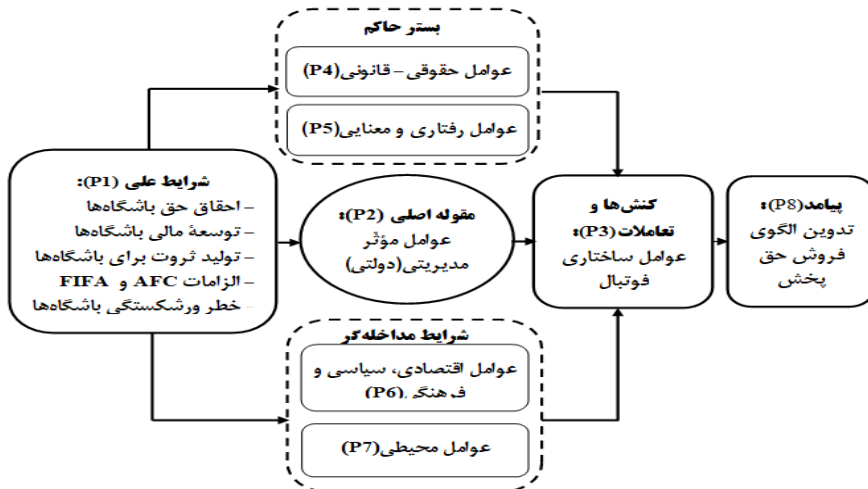 بستر حاکم
عوامل حقوقی – قانونی(P4)
عوامل رفتاری و معنایی(P5)
شرایط علی (P1):
– احقاق حق باشگاه‌ها
– توسعهٔ مالی باشگاه‌ها
– تولید ثروت برای باشگاه‌ها
– الزامات AFC و FIFA
– خطر ورشکستگی باشگاه‌ها
مقوله اصلی (P2):
عوامل مؤثر
مدیریتی(دولتی)
کنش‌ها و
تعاملات(P3):
عوامل ساختاری
فوتبال
پیامد(P8):
تدوین الگوی
فروش حق
پخش
شرایط مداخله‌گر
عوامل اقتصادی، سیاسی و
فرهنگی(P6)
عوامل محیطی(P7)